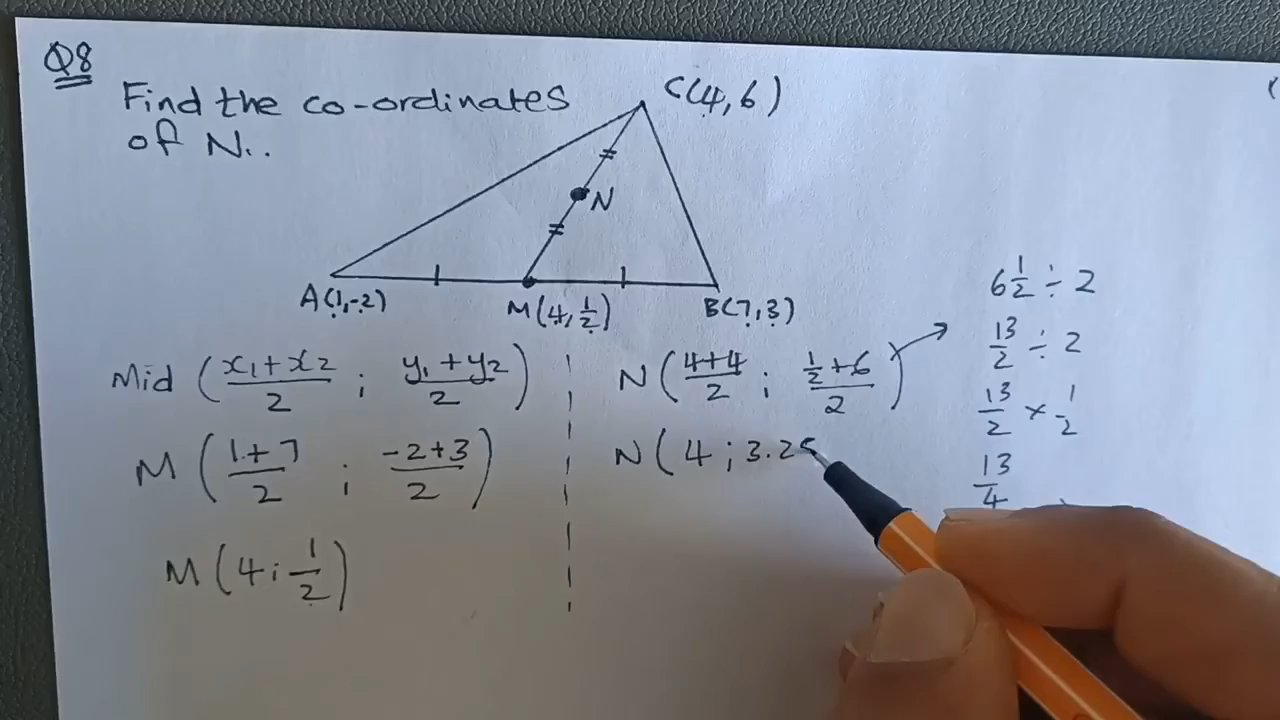 Q8
Find the co-ordinates
of N..
C(4,6)
N
A(1,-2)
M(4,1/2)
B(7,3)
Mid (x₁+x₂/2 ; y₁+y₂/2)
M(1+7/2 ; -2+3/2)
M(4;1/2)
N(4+4/2 ; 1/2+6/2)
N(4;3.25
6 1/2 ÷ 2
13/2 ÷ 2
13/2 × 1/2
13/4